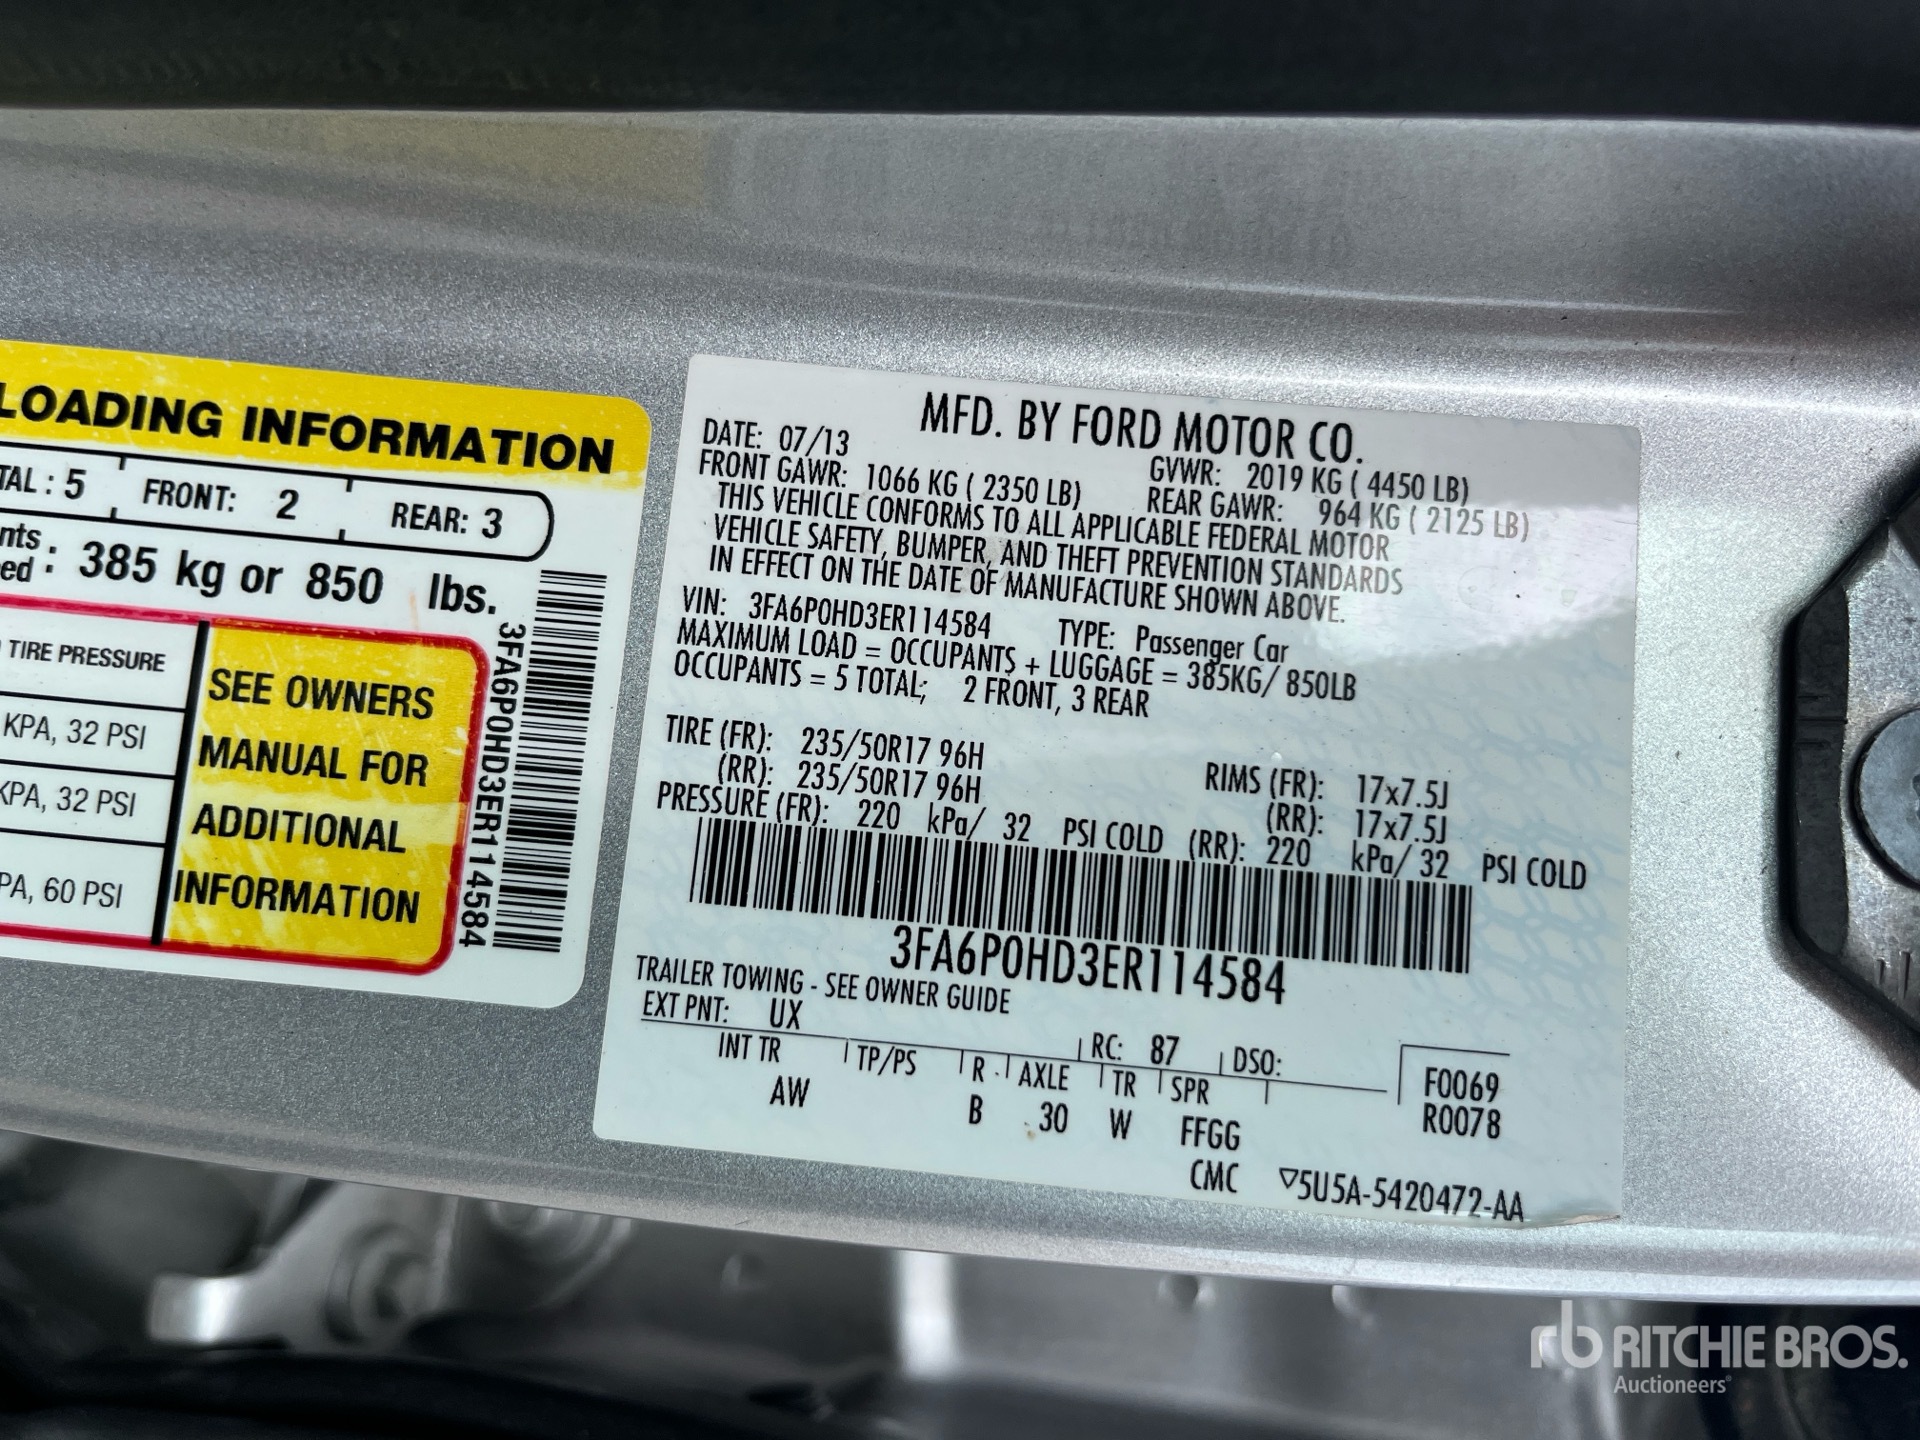 LOADING INFORMATION
TAL : 5 FRONT: 2 REAR: 3
385 kg or 850 lbs.
TIRE PRESSURE
KPA, 32 PSI
KPA, 32 PSI
PA, 60 PSI
SEE OWNERS
MANUAL FOR
ADDITIONAL
INFORMATION
3FA6P0HD3ER114584
MFD. BY FORD MOTOR CO.
DATE: 07/13 GVWR: 2019 KG ( 4450 LB)
FRONT GAWR: 1066 KG ( 2350 LB) REAR GAWR: 964 KG ( 2125 LB)
THIS VEHICLE CONFORMS TO ALL APPLICABLE FEDERAL MOTOR
VEHICLE SAFETY, BUMPER, AND THEFT PREVENTION STANDARDS
IN EFFECT ON THE DATE OF MANUFACTURE SHOWN ABOVE.
VIN: 3FA6P0HD3ER114584 TYPE: Passenger Car
MAXIMUM LOAD = OCCUPANTS + LUGGAGE = 385KG/ 850LB
OCCUPANTS = 5 TOTAL; 2 FRONT, 3 REAR
TIRE (FR): 235/50R17 96H RIMS (FR): 17x7.5J
(RR): 235/50R17 96H (RR): 17x7.5J
PRESSURE (FR): 220 kPa/ 32 PSI COLD (RR): 220 kPa/ 32 PSI COLD
3FA6P0HD3ER114584
TRAILER TOWING - SEE OWNER GUIDE
EXT PNT: UX RC: 87 DSO:
INT TR TP/PS R AXLE TR SPR F0069
AW B 30 W FFGG R0078
CMC ▽5U5A-5420472-AA
rb RITCHIE BROS.
Auctioneers